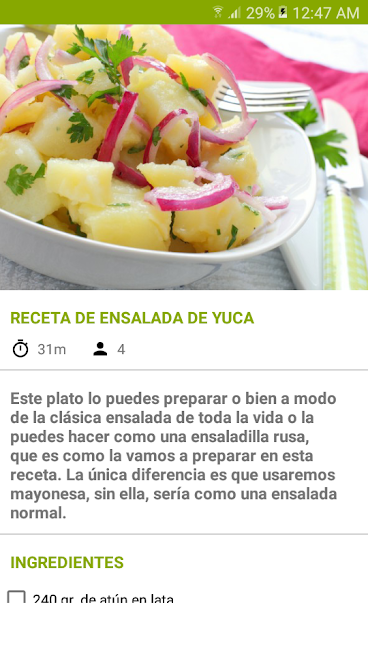 29% 12:47 AM
RECETA DE ENSALADA DE YUCA
31m 4
Este plato lo puedes preparar o bien a modo
de la clásica ensalada de toda la vida o la
puedes hacer como una ensaladilla rusa,
que es como la vamos a preparar en esta
receta. La única diferencia es que usaremos
mayonesa, sin ella, sería como una ensalada
normal.
INGREDIENTES
240 gr. de atún en lata